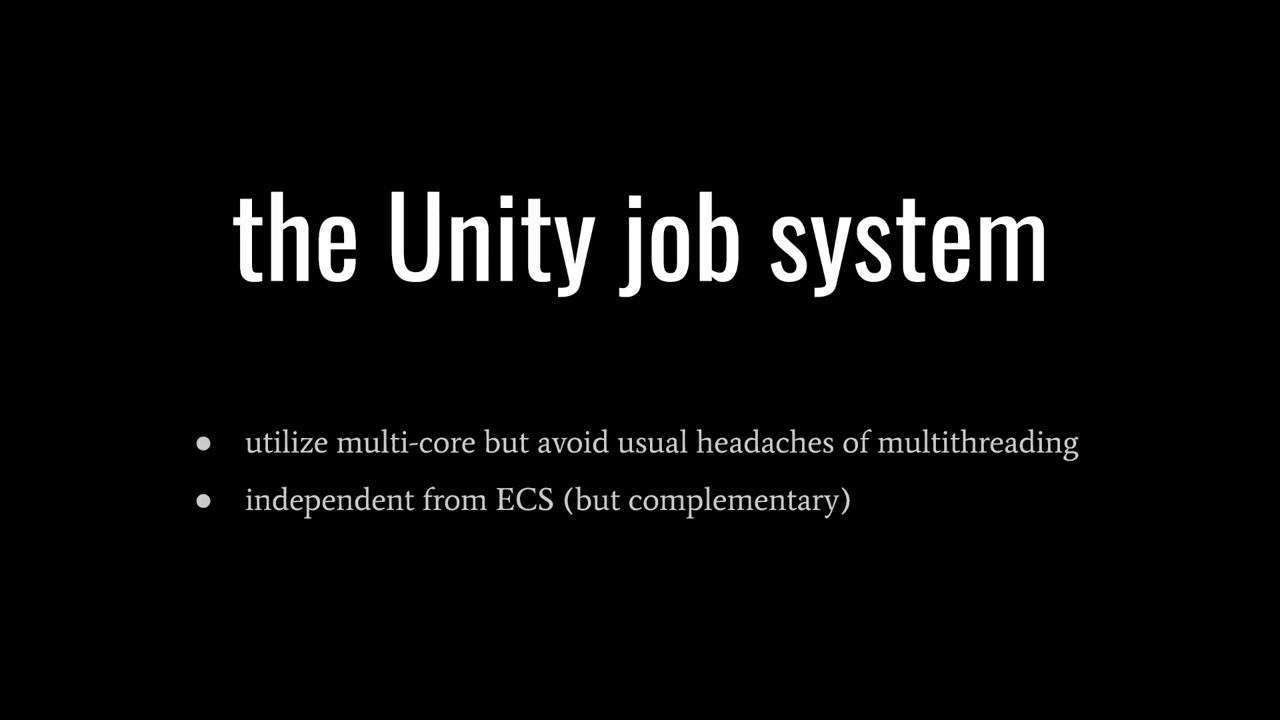 the Unity job system
● utilize multi-core but avoid usual headaches of multithreading
● independent from ECS (but complementary)